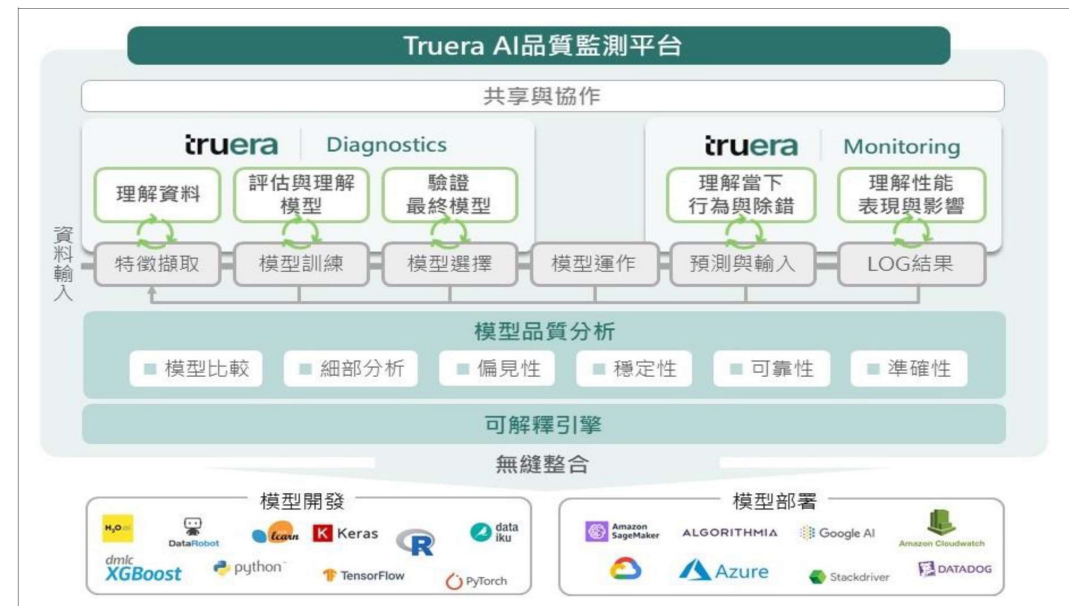 Truera AI品質監測平台
共享與協作
truera Diagnostics
truera Monitoring
理解資料
評估與理解
模型
驗證
最終模型
理解當下
行為與除錯
理解性能
表現與影響
資料輸入
特徵擷取
模型訓練
模型選擇
模型運作
預測與輸入
LOG結果
模型品質分析
模型比較
細部分析
偏見性
穩定性
可靠性
準確性
可解釋引擎
無縫整合
模型開發
H₂O.ai
DataRobot
learn
K Keras
R
data
iku
dmlc
XGBoost
python
TensorFlow
PyTorch
模型部署
Amazon
SageMaker
ALGORITHMIA
Google AI
Amazon Cloudwatch
Azure
Stackdriver
DATADOG